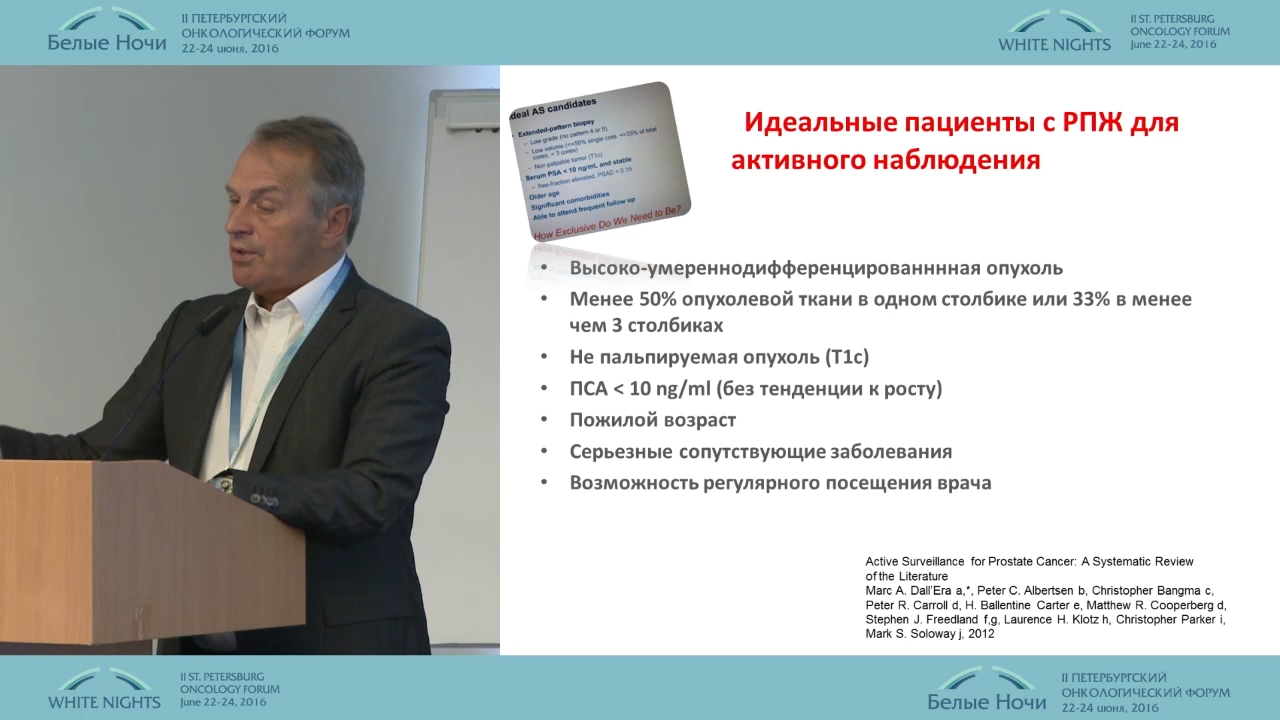 II ПЕТЕРБУРГСКИЙ
ОНКОЛОГИЧЕСКИЙ ФОРУМ
Белые Ночи
22-24 июня, 2016
II ST. PETERSBURG
ONCOLOGY FORUM
WHITE NIGHTS
June 22-24, 2016
deal AS candidates
Extended-pattern biopsy
– Low grade (no pattern 4 or 5)
– Low volume (<=50% single core, <=33% of total
cores, < 3 cores)
– Non palpable tumor (T1c)
Serum PSA < 10 ng/mL and stable
– free-fraction elevated, PSAD < 0.15
Older age
Significant comorbidities
Able to attend frequent follow up
How Exclusive Do We Need to Be?
Идеальные пациенты с РПЖ для
активного наблюдения
• Высоко-умереннодифференцированнная опухоль
• Менее 50% опухолевой ткани в одном столбике или 33% в менее
чем 3 столбиках
• Не пальпируемая опухоль (T1c)
• ПСА < 10 ng/ml (без тенденции к росту)
• Пожилой возраст
• Серьезные сопутствующие заболевания
• Возможность регулярного посещения врача
Active Surveillance for Prostate Cancer: A Systematic Review
of the Literature
Marc A. Dall'Era a,*, Peter C. Albertsen b, Christopher Bangma c,
Peter R. Carroll d, H. Ballentine Carter e, Matthew R. Cooperberg d,
Stephen J. Freedland f,g, Laurence H. Klotz h, Christopher Parker i,
Mark S. Soloway j, 2012
II ST. PETERSBURG
ONCOLOGY FORUM
WHITE NIGHTS
June 22-24, 2016
II ПЕТЕРБУРГСКИЙ
ОНКОЛОГИЧЕСКИЙ ФОРУМ
Белые Ночи
22-24 июня, 2016